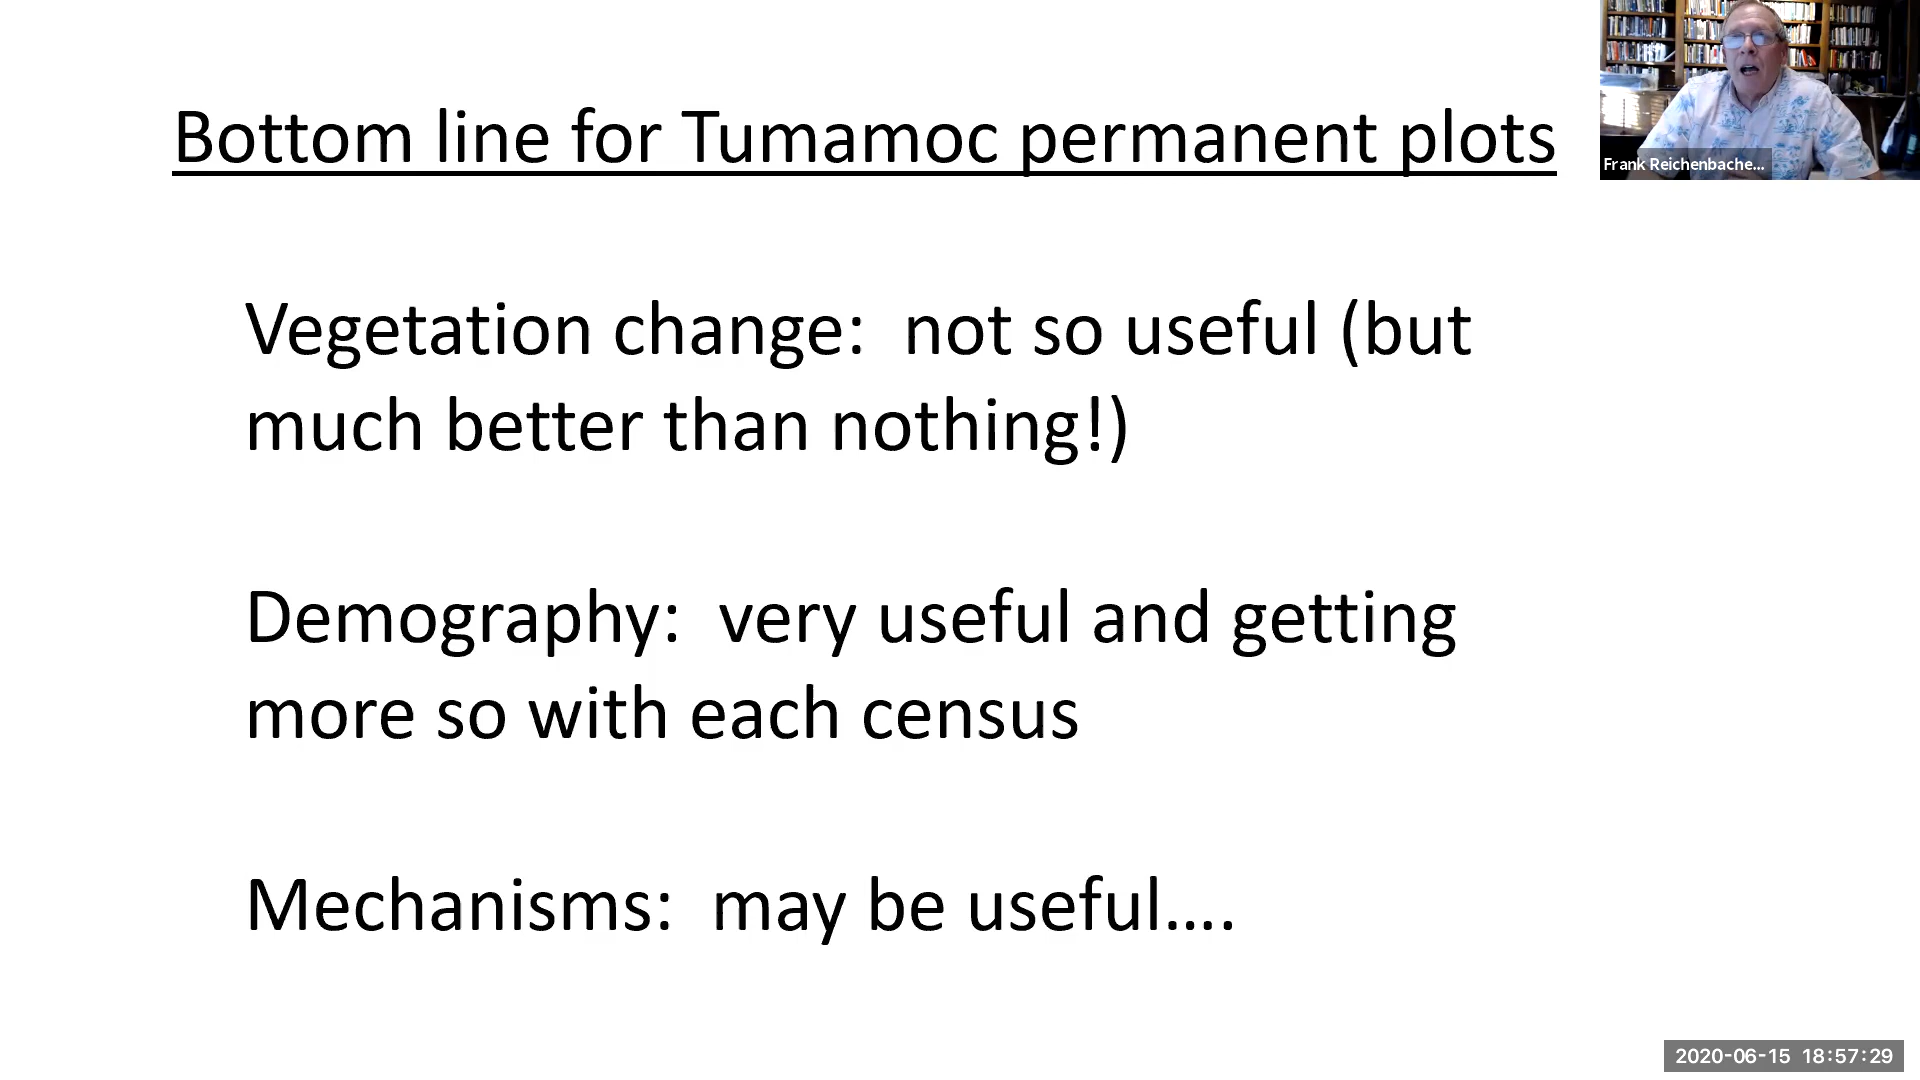 Bottom line for Tumamoc permanent plots
Frank Reichenbache...
Vegetation change:  not so useful (but
much better than nothing!)
Demography:  very useful and getting
more so with each census
Mechanisms:  may be useful….
2020-06-15 18:57:29